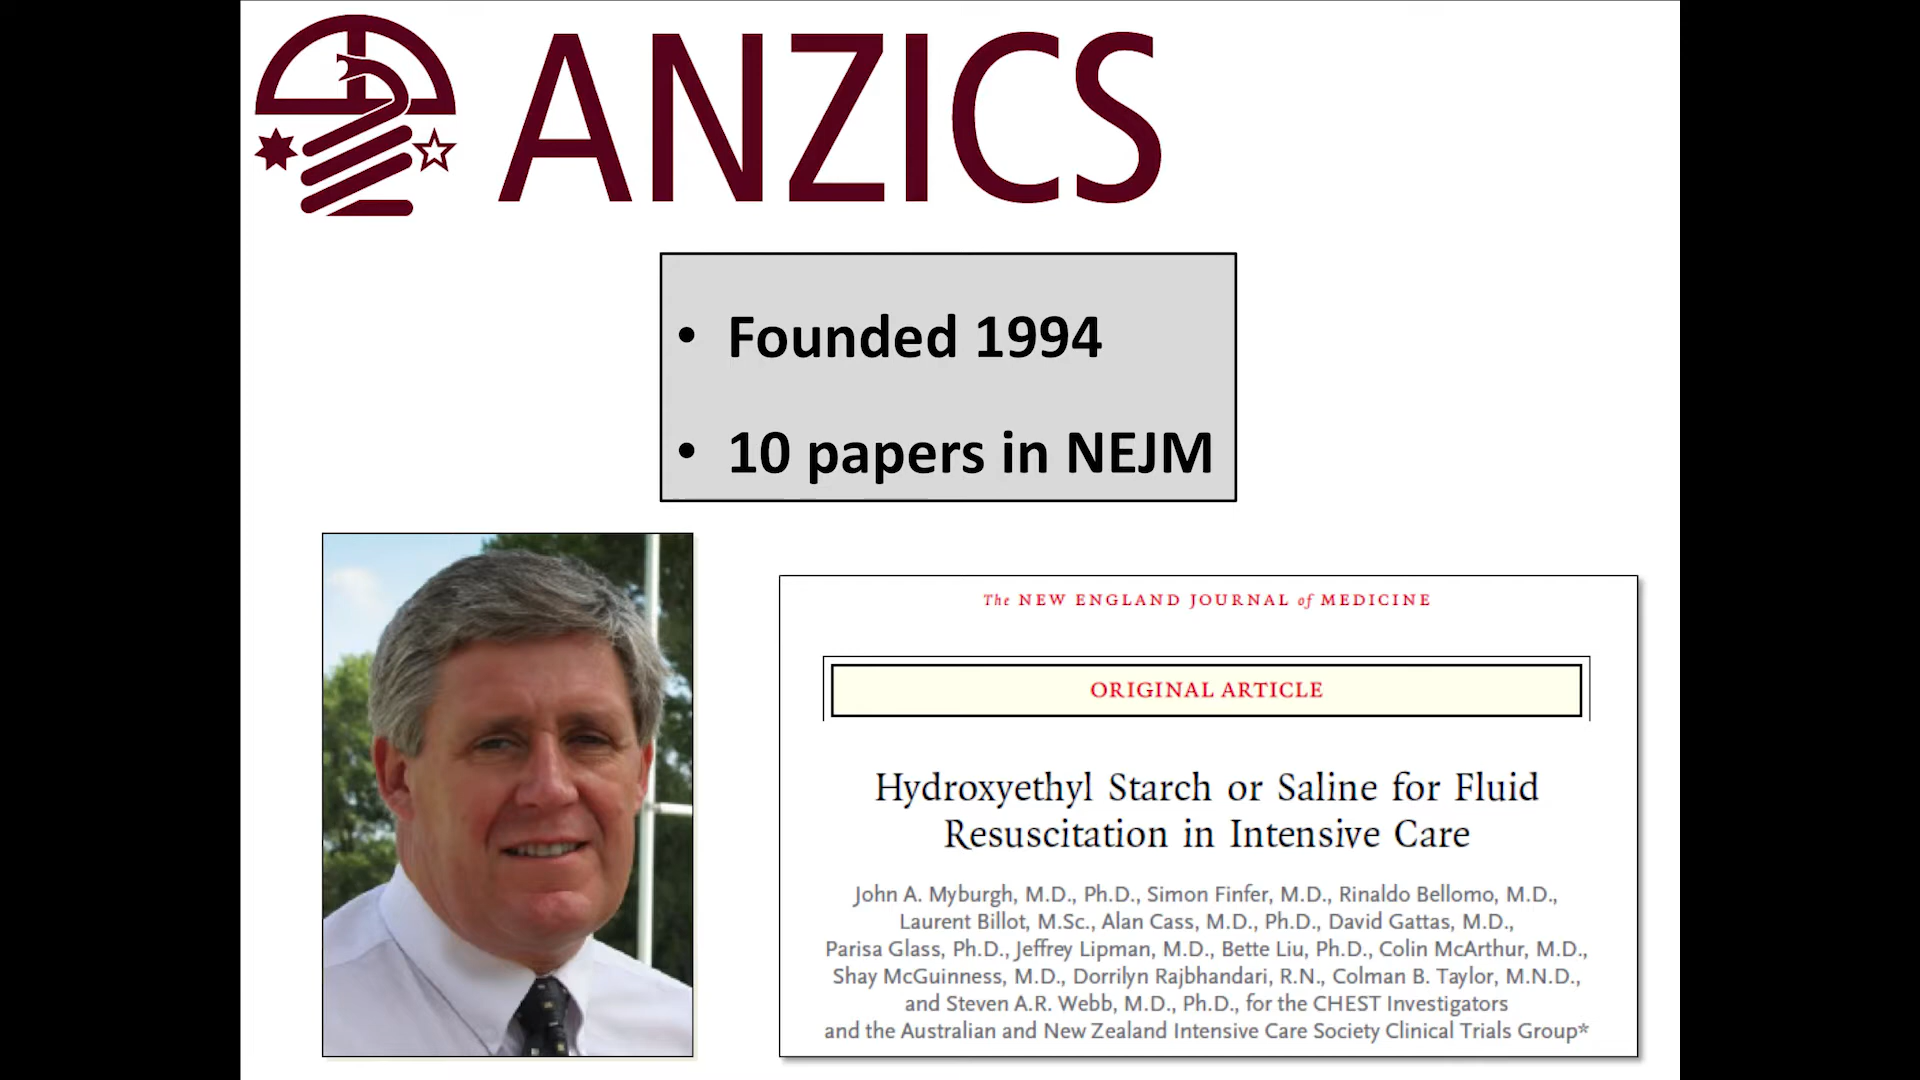 ANZICS
• Founded 1994
• 10 papers in NEJM
The NEW ENGLAND JOURNAL of MEDICINE
ORIGINAL ARTICLE
Hydroxyethyl Starch or Saline for Fluid
Resuscitation in Intensive Care
John A. Myburgh, M.D., Ph.D., Simon Finfer, M.D., Rinaldo Bellomo, M.D.,
Laurent Billot, M.Sc., Alan Cass, M.D., Ph.D., David Gattas, M.D.,
Parisa Glass, Ph.D., Jeffrey Lipman, M.D., Bette Liu, Ph.D., Colin McArthur, M.D.,
Shay McGuinness, M.D., Dorrilyn Rajbhandari, R.N., Colman B. Taylor, M.N.D.,
and Steven A.R. Webb, M.D., Ph.D., for the CHEST Investigators
and the Australian and New Zealand Intensive Care Society Clinical Trials Group*